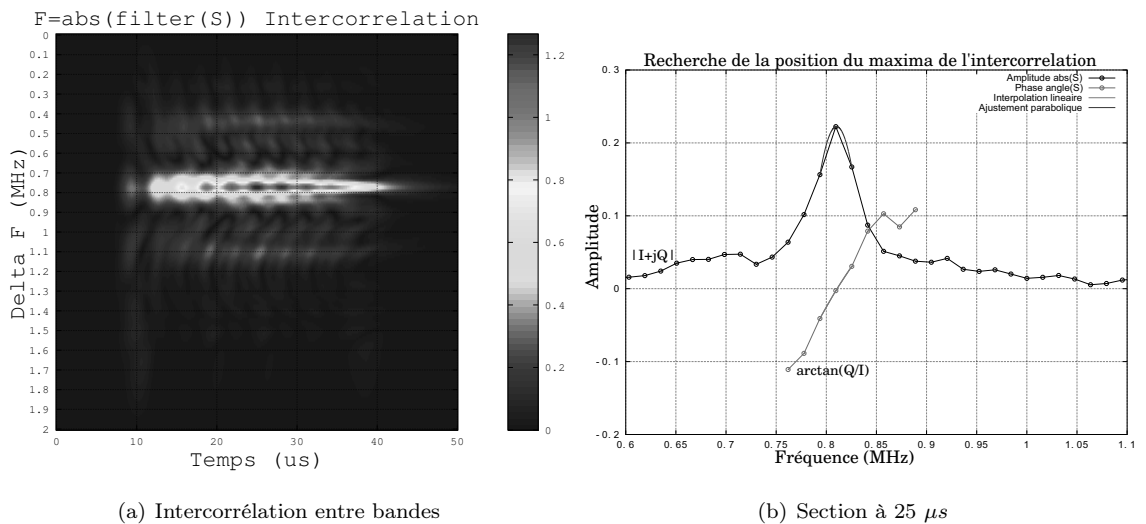 F=abs(filter(S)) Intercorrelation
0
0.1
0.2
0.3
0.4
0.5
0.6
0.7
0.8
0.9
1
1.1
1.2
1.3
1.4
1.5
1.6
1.7
1.8
1.9
2
Delta F (MHz)
0 10 20 30 40 50
Temps (us)
1.2
1
0.8
0.6
0.4
0.2
0
(a) Intercorrélation entre bandes
Recherche de la position du maxima de l'intercorrelation
Amplitude abs(S)
Phase angle(S)
Interpolation lineaire
Ajustement parabolique
0.3
0.2
0.1
0
-0.1
-0.2
Amplitude
|I+jQ|
arctan(Q/I)
0.6 0.65 0.7 0.75 0.8 0.85 0.9 0.95 1 1.05 1.1
Fréquence (MHz)
(b) Section à 25 μs